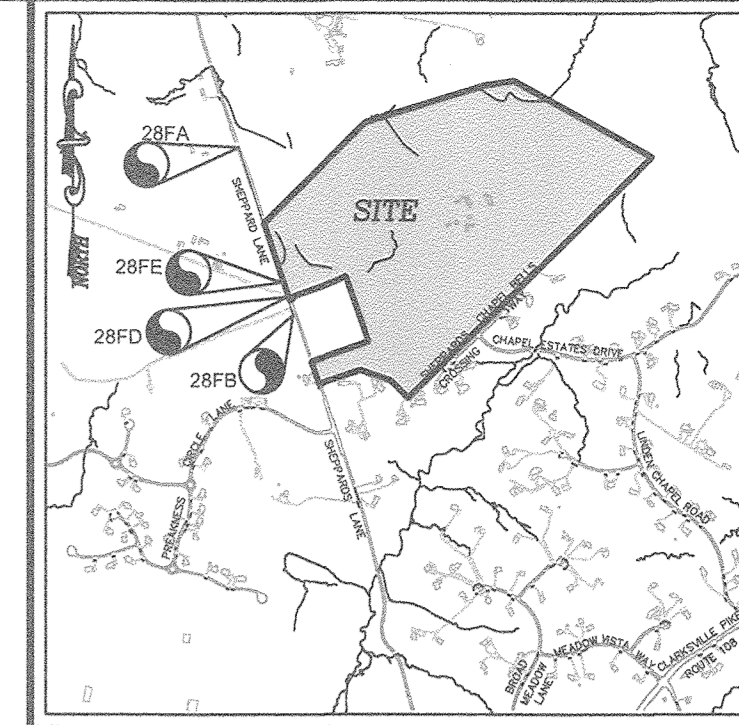 28FA
SHEPPARD LANE
SITE
NORTH
28FE
28FD
28FB
SHEPPARDS
CROSSING
CHAPEL BELLS
WAY
CHAPEL ESTATES DRIVE
PREAKNESS CIRCLE LANE
SHEPPARDS LANE
LINDEN CHAPEL ROAD
BROAD
MEADOW
LANE
MEADOW VISTA WAY
CLARKSVILLE PIKE
ROUTE 108